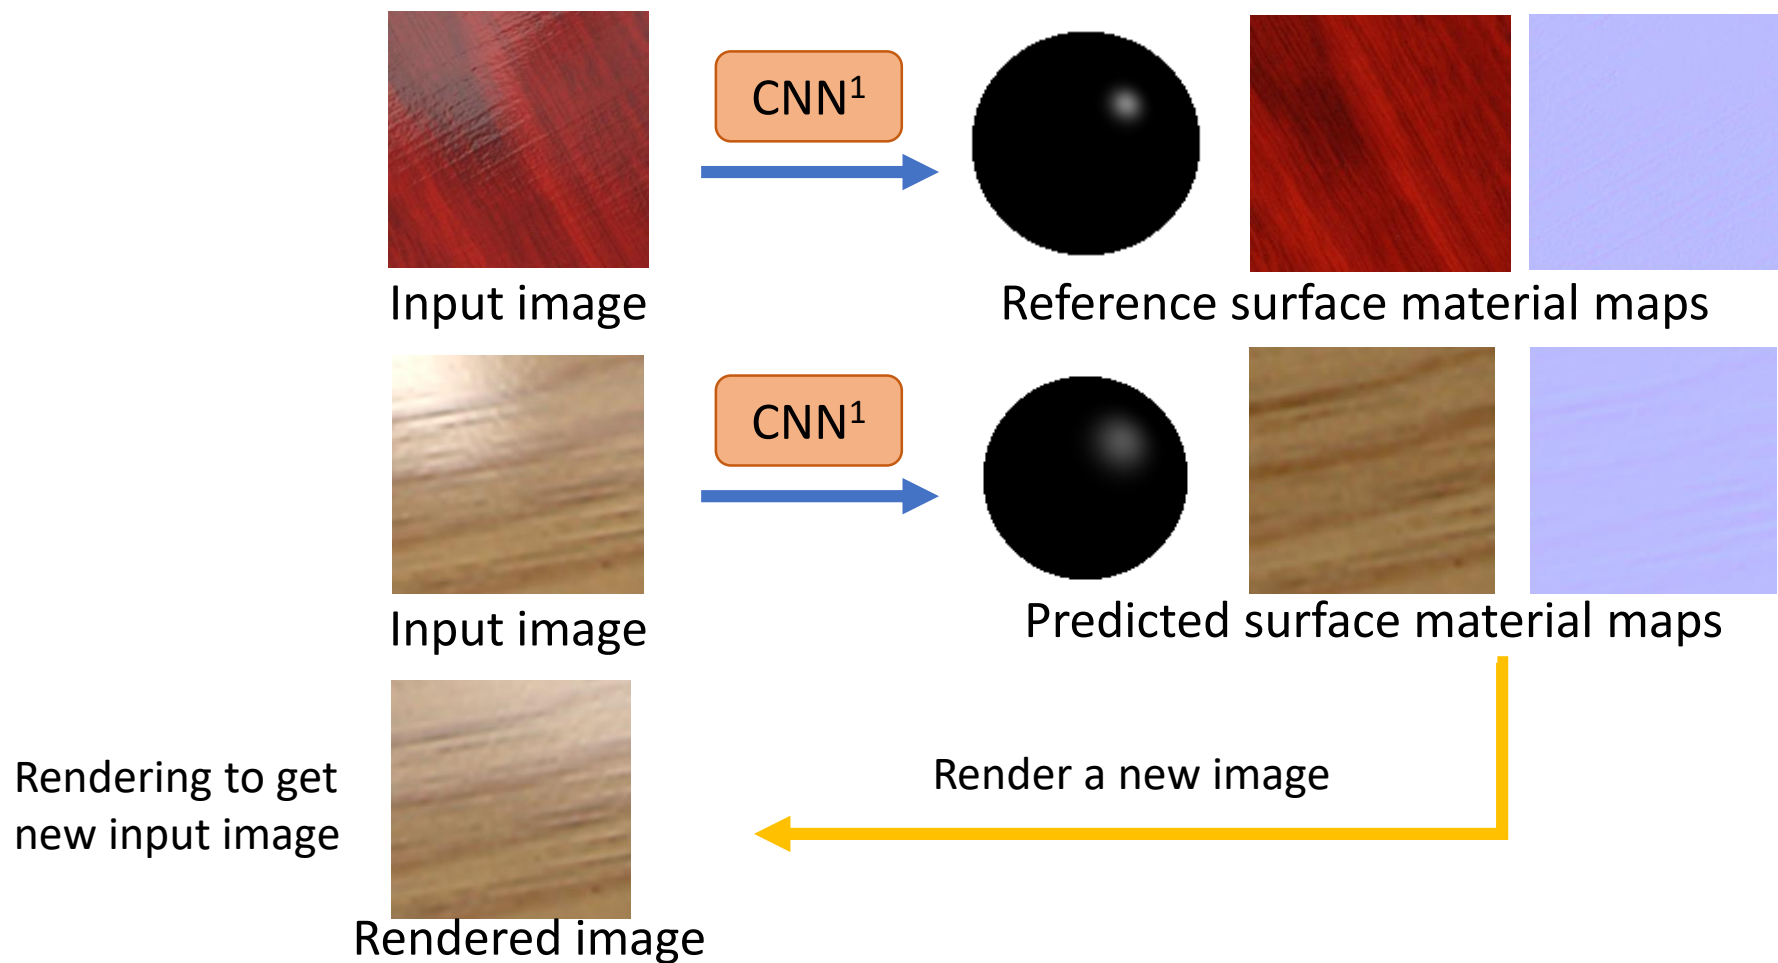 CNN¹
Input image
Reference surface material maps
CNN¹
Input image
Predicted surface material maps
Rendering to get
new input image
Render a new image
Rendered image